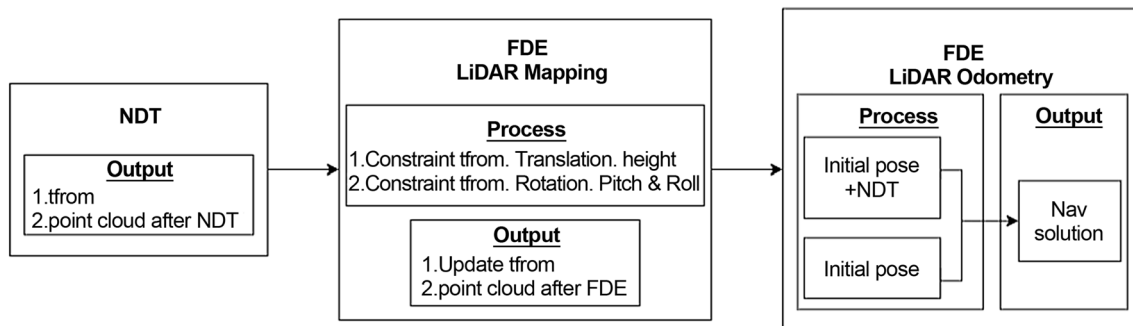 NDT
Output
1.tfrom
2.point cloud after NDT
FDE
LiDAR Mapping
Process
1.Constraint tfrom. Translation. height
2.Constraint tfrom. Rotation. Pitch & Roll
Output
1.Update tfrom
2.point cloud after FDE
FDE
LiDAR Odometry
Process
Initial pose
+NDT
Initial pose
Output
Nav
solution